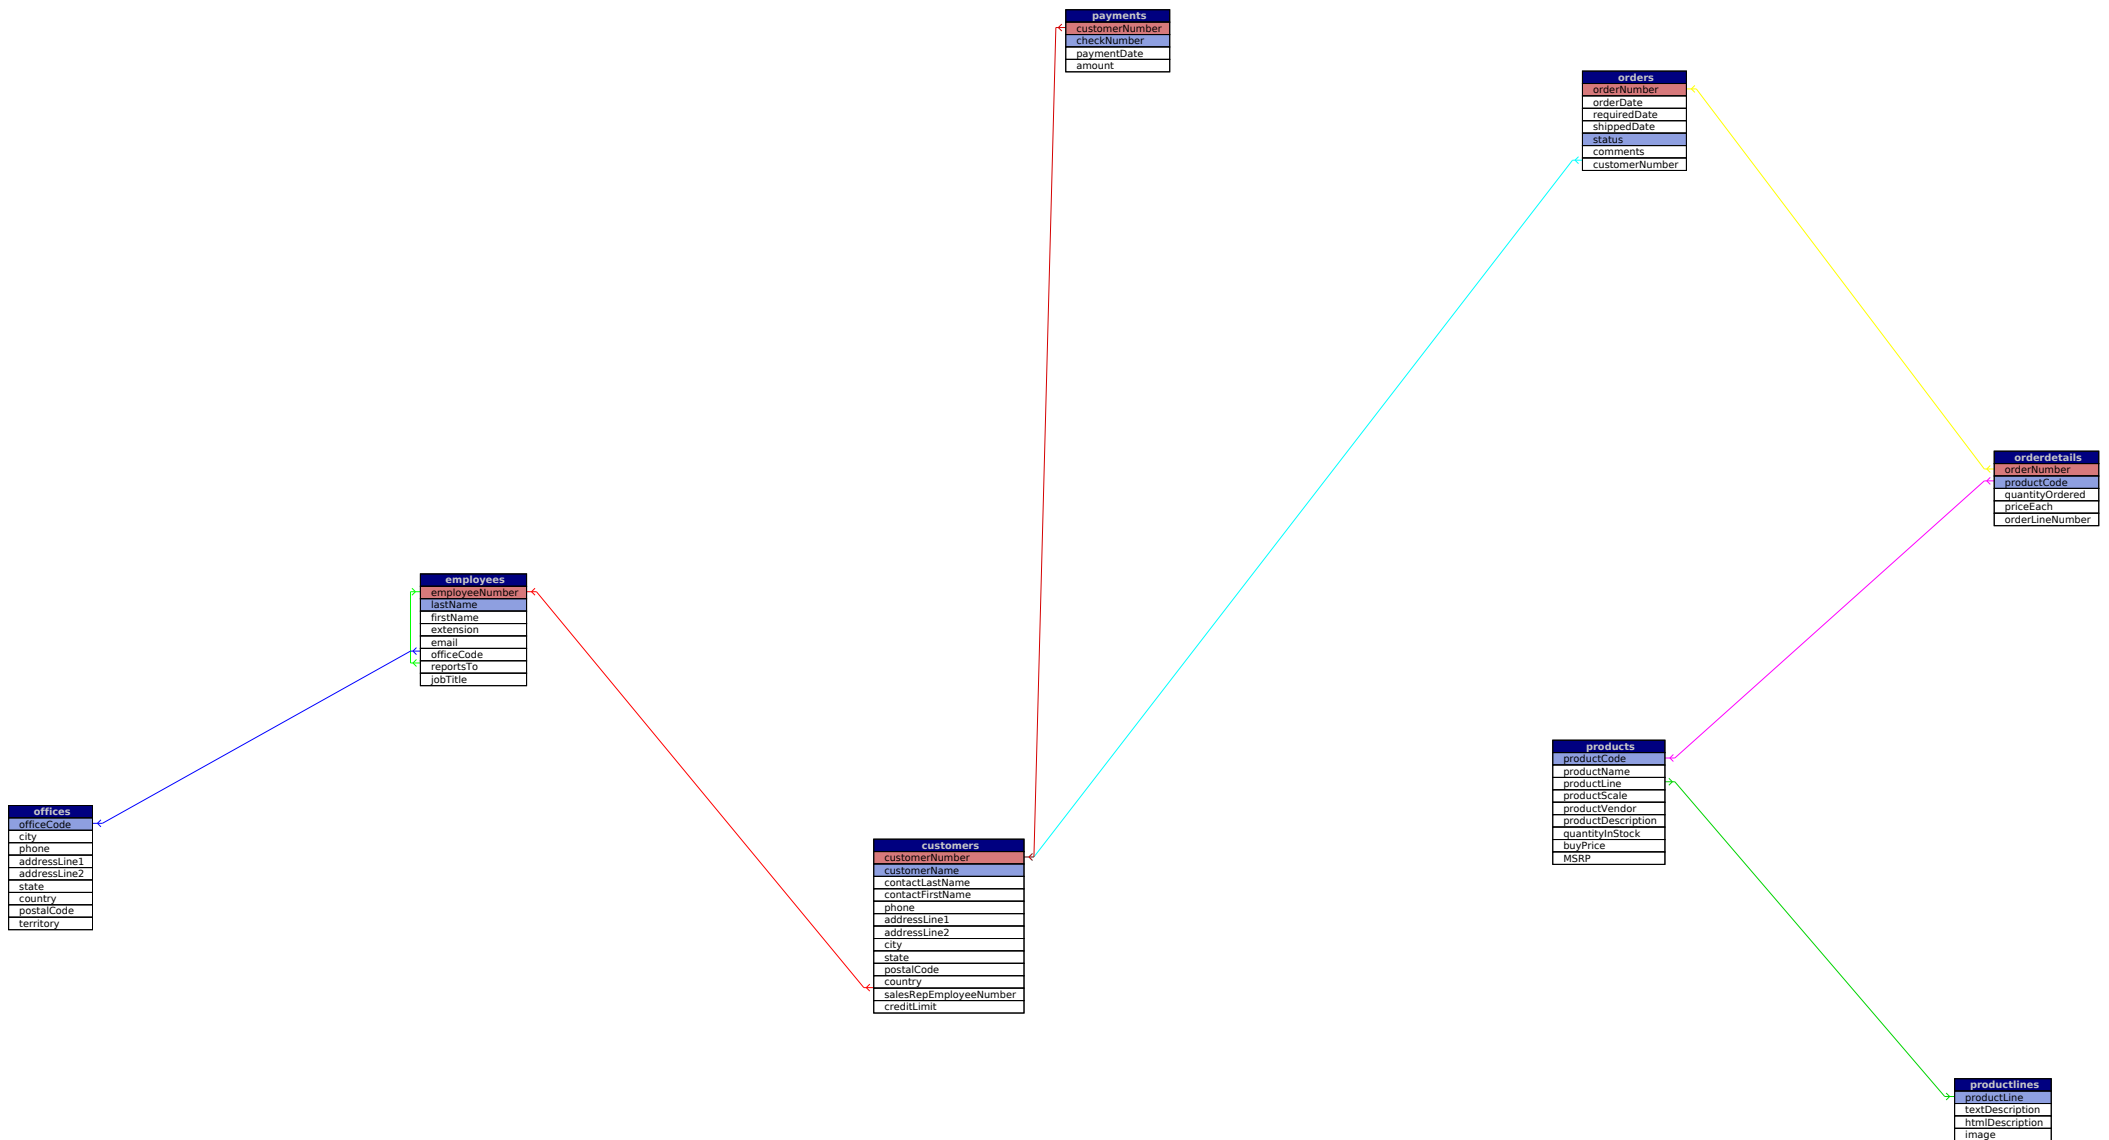 payments
customerNumber
checkNumber
paymentDate
amount
orders
orderNumber
orderDate
requiredDate
shippedDate
status
comments
customerNumber
orderdetails
orderNumber
productCode
quantityOrdered
priceEach
orderLineNumber
employees
employeeNumber
lastName
firstName
extension
email
officeCode
reportsTo
jobTitle
products
productCode
productName
productLine
productScale
productVendor
productDescription
quantityInStock
buyPrice
MSRP
offices
officeCode
city
phone
addressLine1
addressLine2
state
country
postalCode
territory
customers
customerNumber
customerName
contactLastName
contactFirstName
phone
addressLine1
addressLine2
city
state
postalCode
country
salesRepEmployeeNumber
creditLimit
productlines
productLine
textDescription
htmlDescription
image